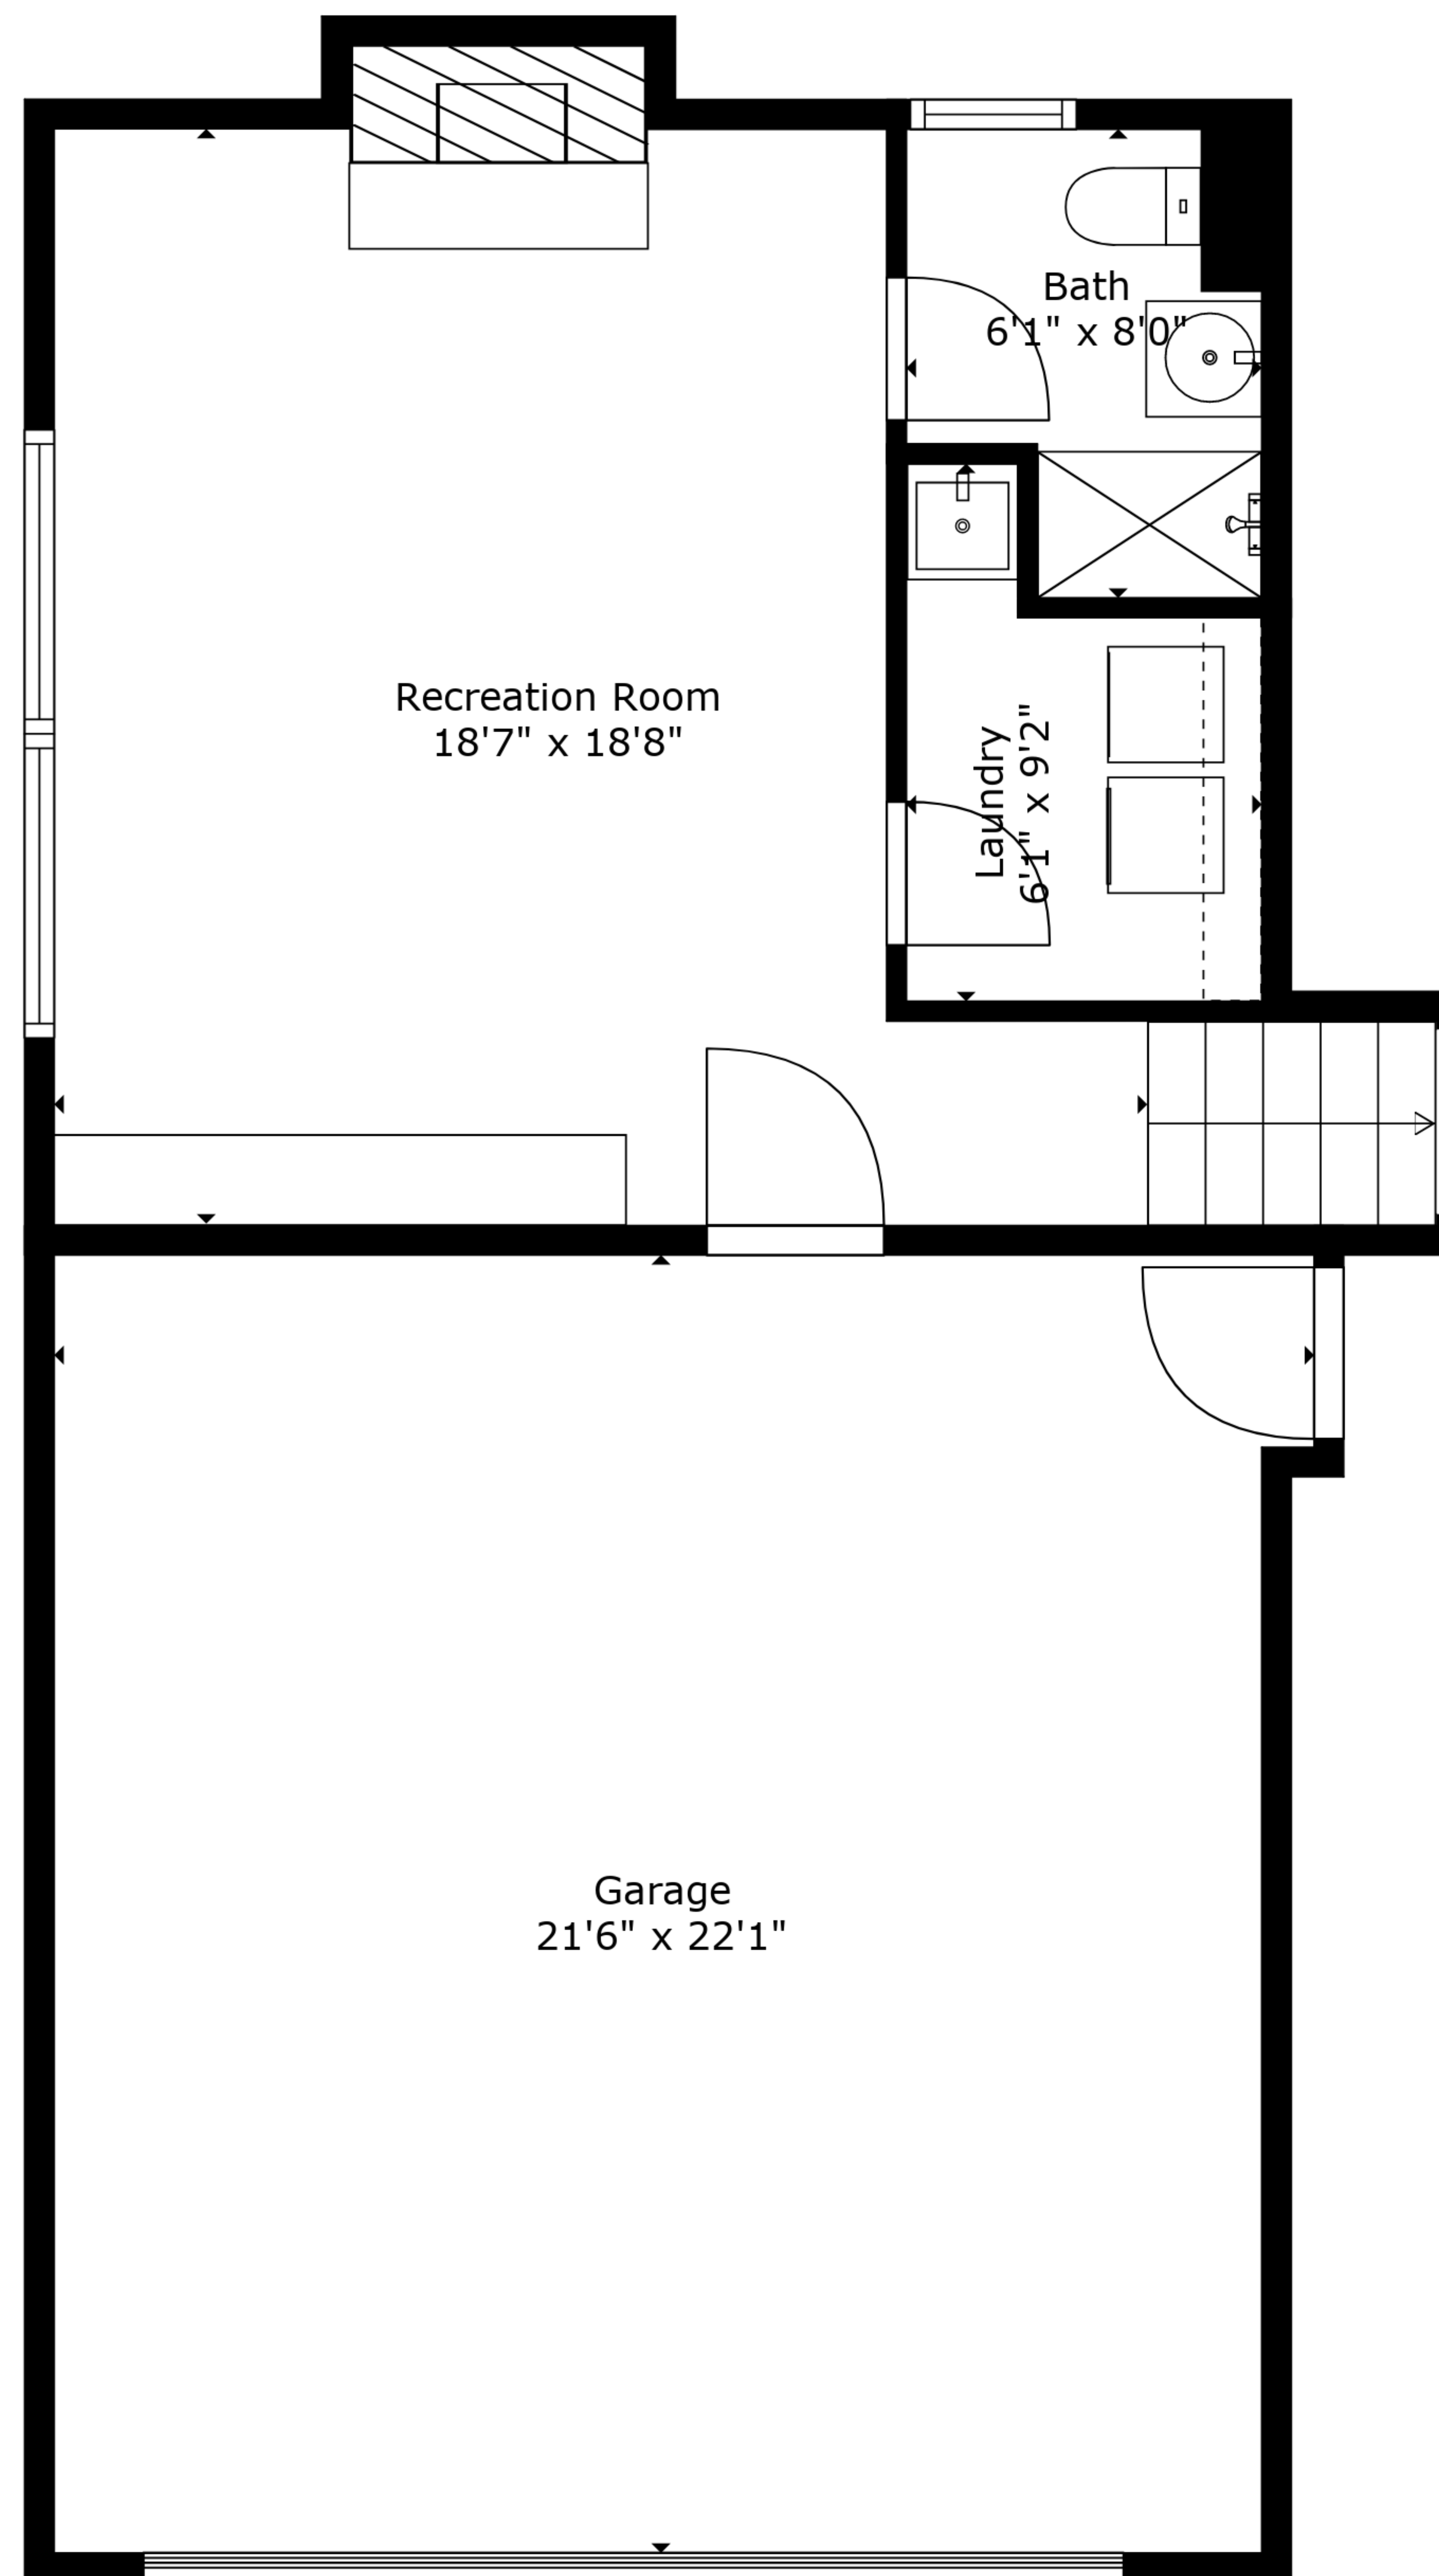 Bath
6'1" x 8'0"
Recreation Room
18'7" x 18'8"
Laundry
6'1" x 9'2"
Garage
21'6" x 22'1"